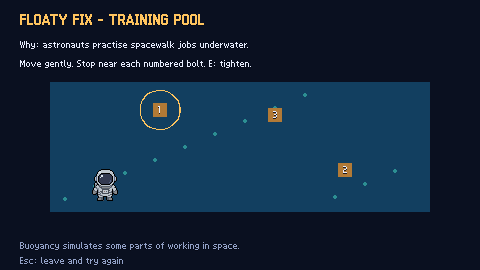 FLOATY FIX - TRAINING POOL
Why: astronauts practise spacewalk jobs underwater.
Move gently. Stop near each numbered bolt. E: tighten.
1
3
2
Buoyancy simulates some parts of working in space.
Esc: leave and try again